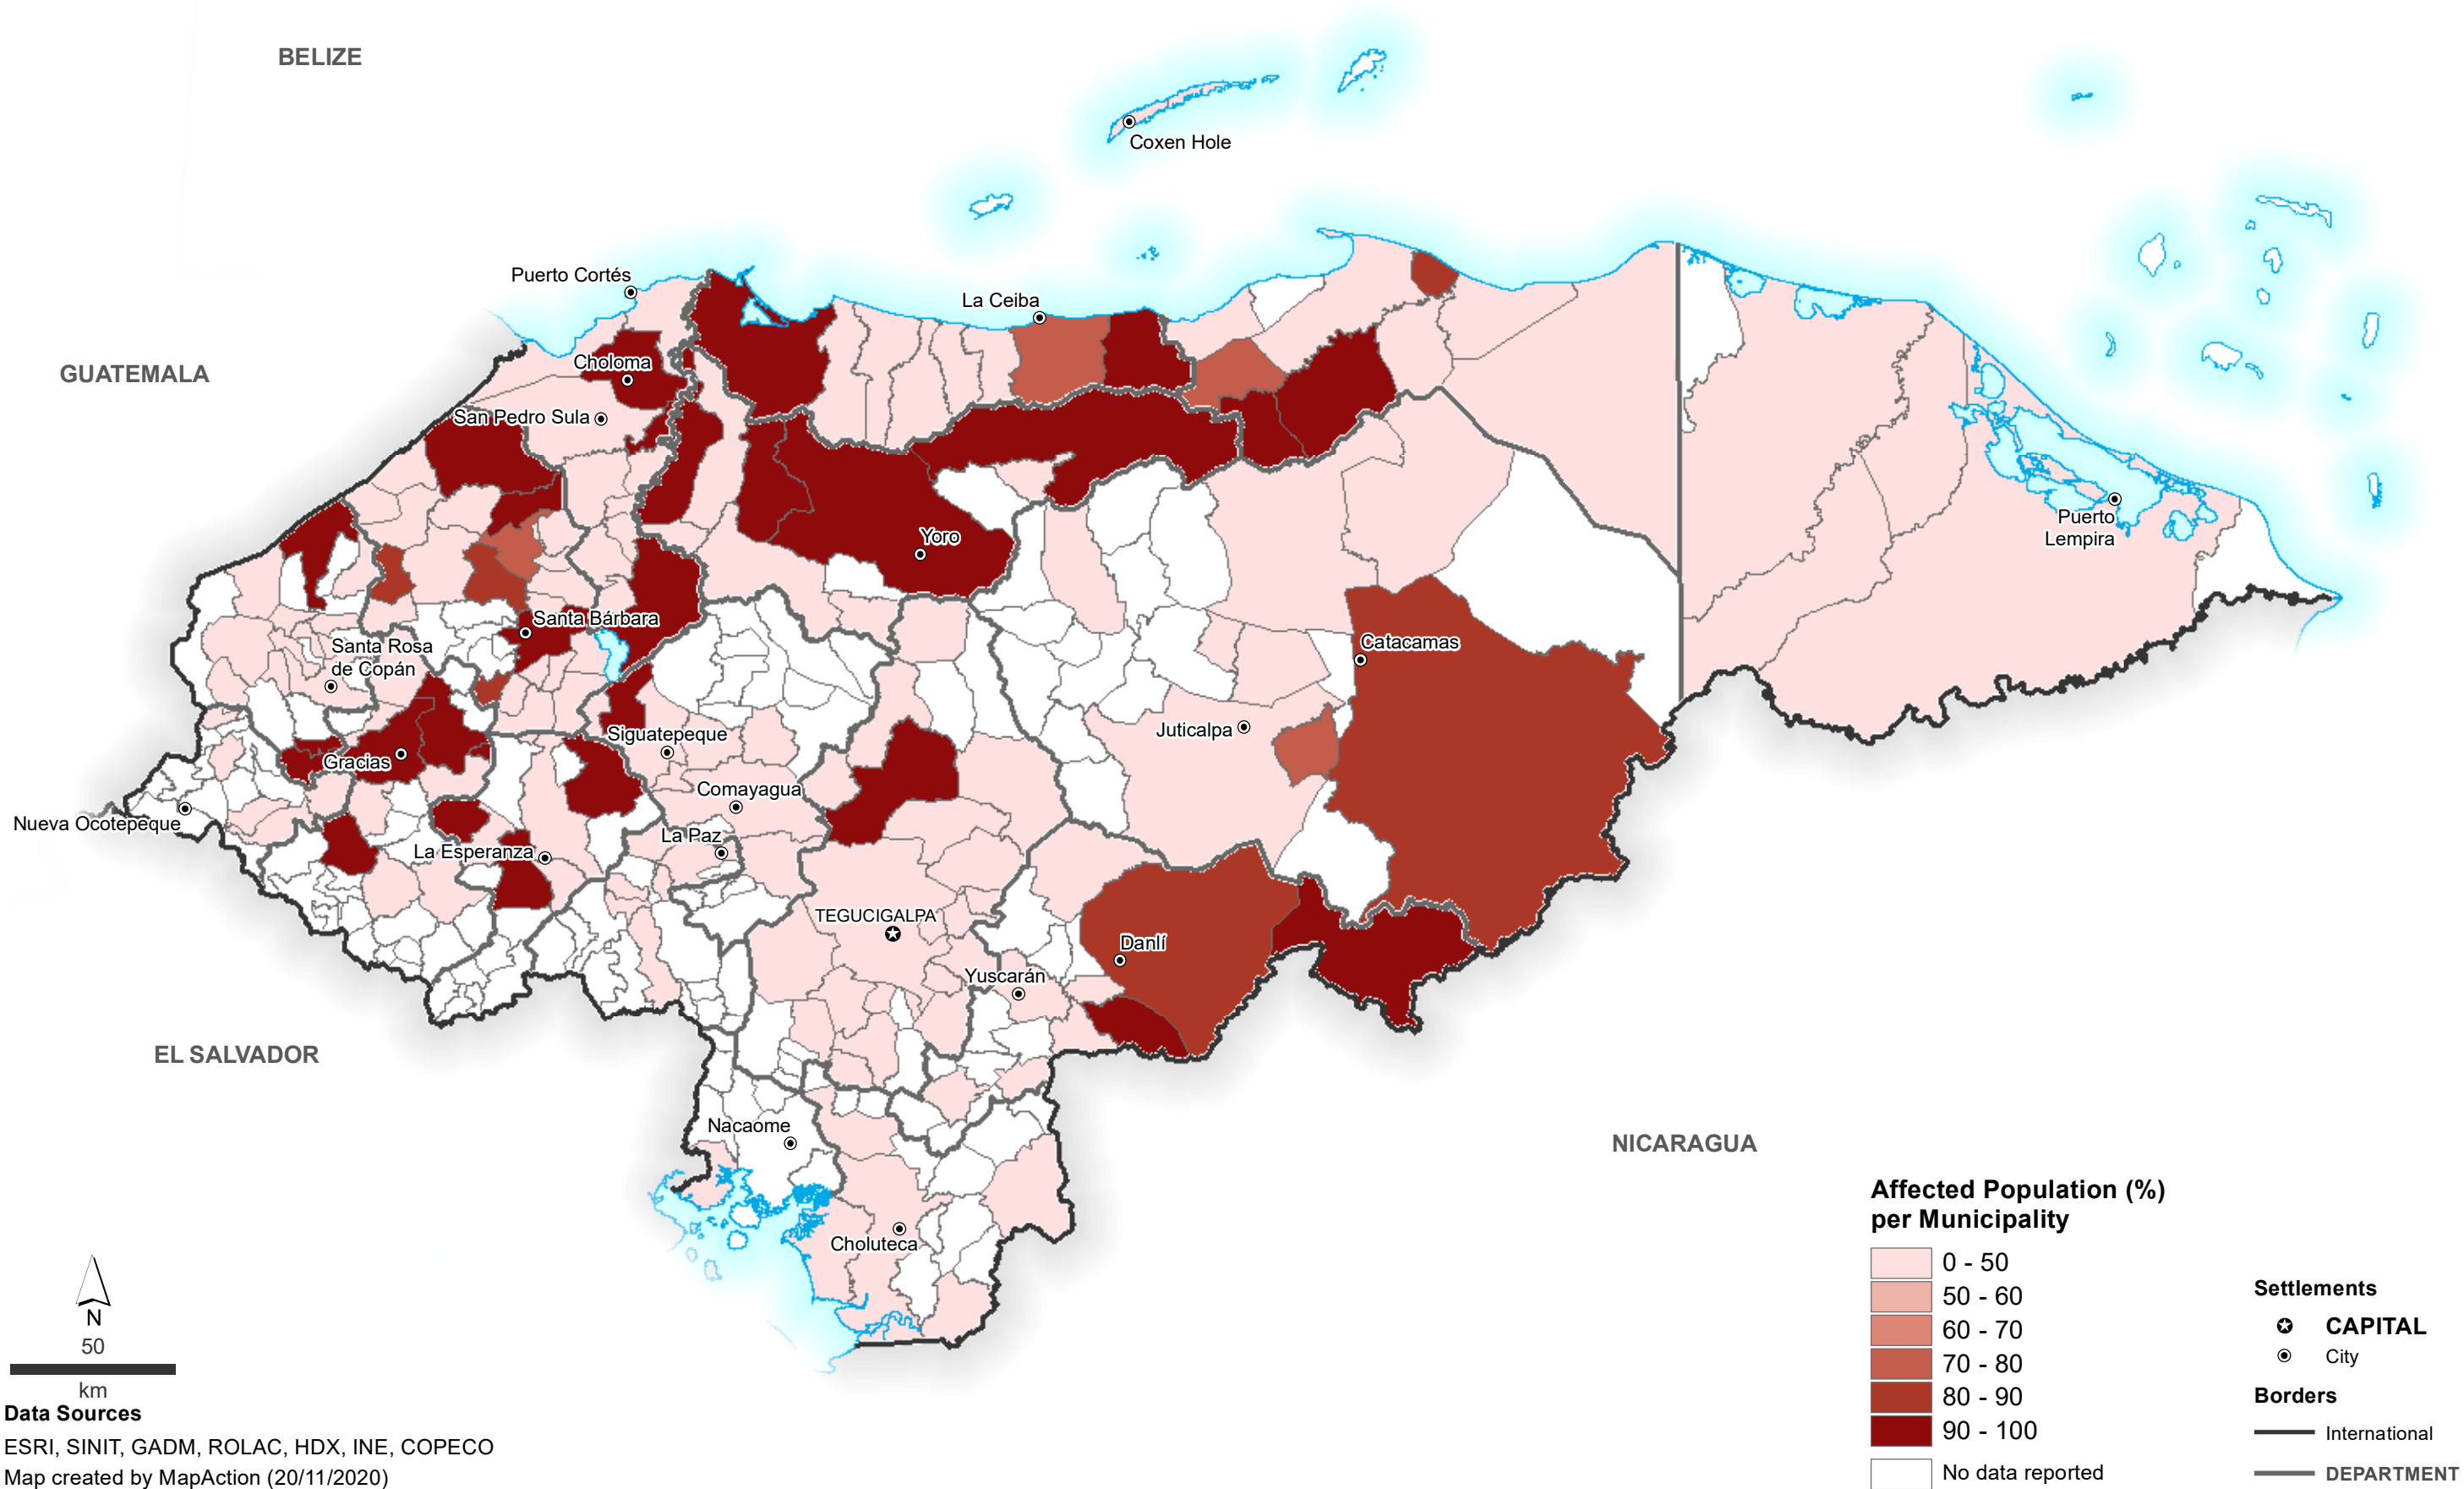 BELIZE
Coxen Hole
Puerto Cortés
La Ceiba
GUATEMALA
Choloma
San Pedro Sula
Puerto
Lempira
Yoro
Santa Bárbara
Santa Rosa
de Copán
Catacamas
Juticalpa
Siguatepeque
Gracias
Comayagua
Nueva Ocotepeque
La Paz
La Esperanza
TEGUCIGALPA
Danlí
Yuscarán
EL SALVADOR
Nacaome
NICARAGUA
Choluteca
Affected Population (%)
per Municipality
0 - 50
50 - 60
60 - 70
70 - 80
80 - 90
90 - 100
No data reported
Settlements
CAPITAL
City
Borders
International
DEPARTMENT
N
50
km
Data Sources
ESRI, SINIT, GADM, ROLAC, HDX, INE, COPECO
Map created by MapAction (20/11/2020)